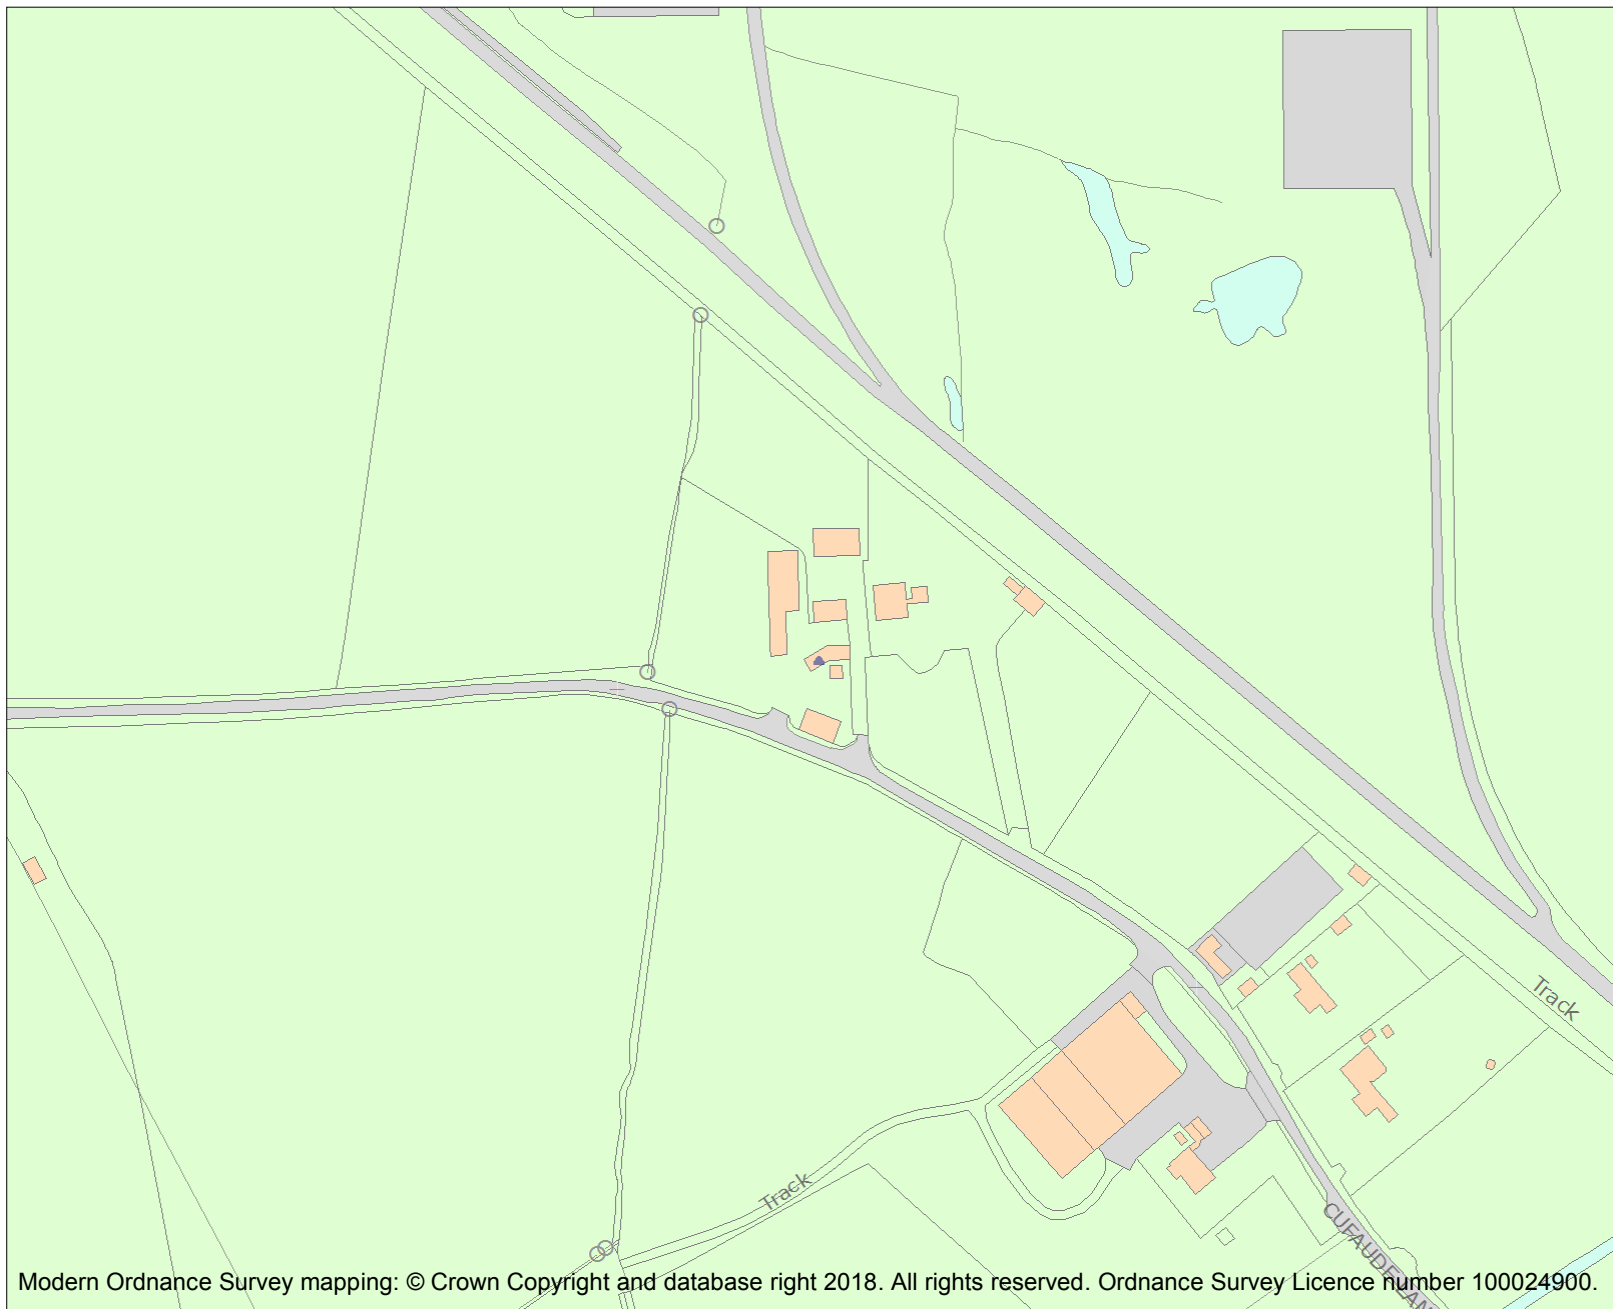 Track
Track
CUFAUDE LAN
Modern Ordnance Survey mapping: © Crown Copyright and database right 2018. All rights reserved. Ordnance Survey Licence number 100024900.